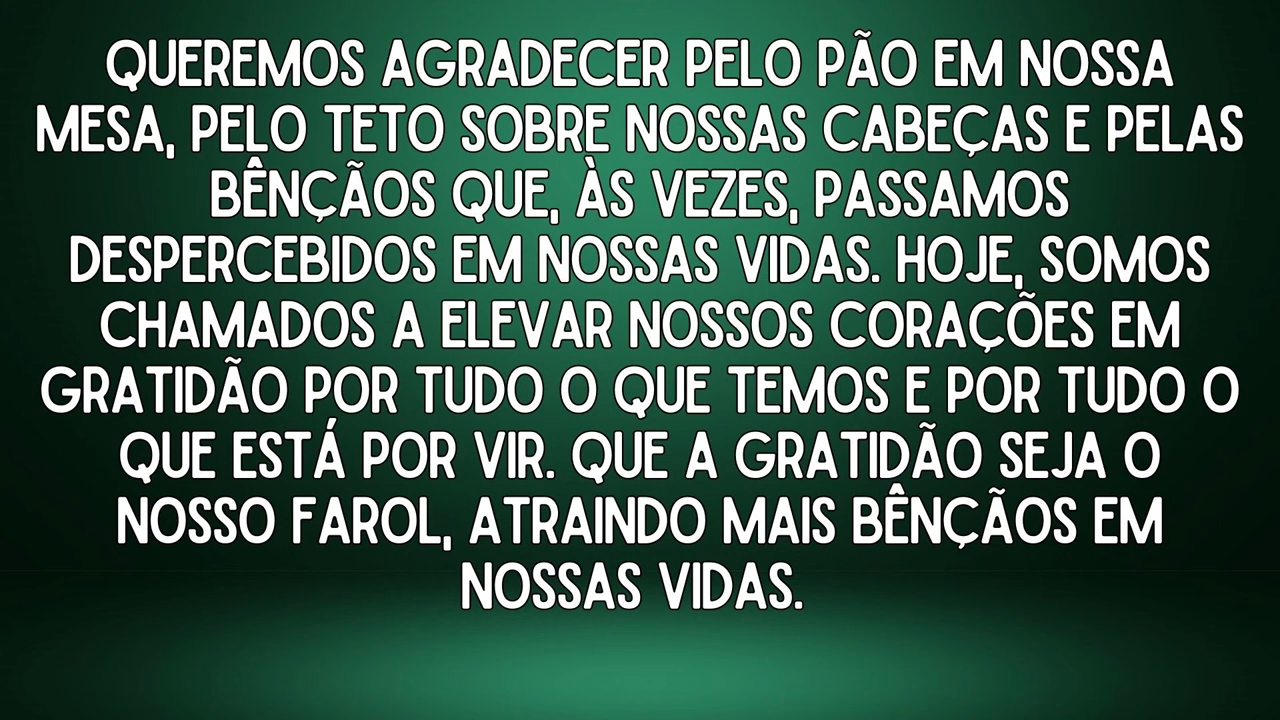 QUEREMOS AGRADECER PELO PÃO EM NOSSA
MESA, PELO TETO SOBRE NOSSAS CABEÇAS E PELAS
BÊNÇÃOS QUE, ÀS VEZES, PASSAMOS
DESPERCEBIDOS EM NOSSAS VIDAS. HOJE, SOMOS
CHAMADOS A ELEVAR NOSSOS CORAÇÕES EM
GRATIDÃO POR TUDO O QUE TEMOS E POR TUDO O
QUE ESTÁ POR VIR. QUE A GRATIDÃO SEJA O
NOSSO FAROL, ATRAINDO MAIS BÊNÇÃOS EM
NOSSAS VIDAS.